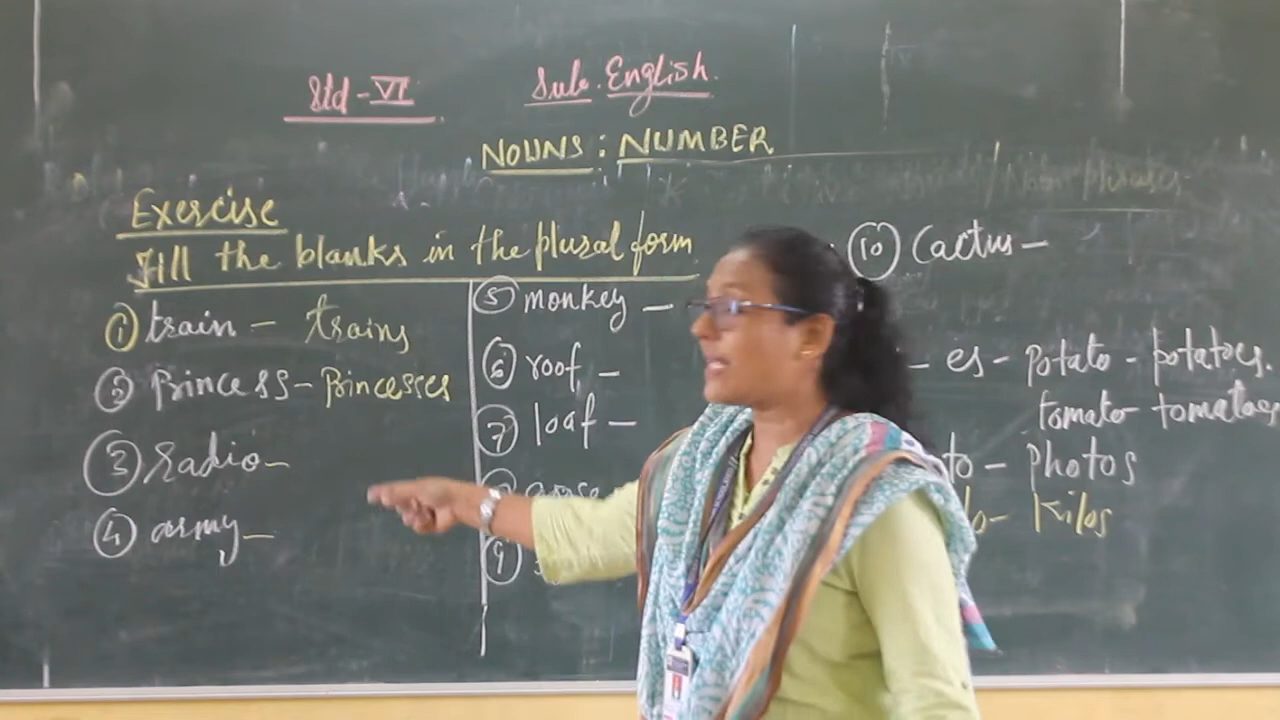 Std - VI Sub. English.
NOUNS : NUMBER
Exercise
Fill the blanks in the plural form
① train - trains
② Princess - Princesses
③ radio -
④ army -
⑤ monkey -
⑥ roof -
⑦ loaf -
⑨
⑩ Cactus -
- es - potato - potatoes.
tomato - tomatoes
to - photos
- kilos